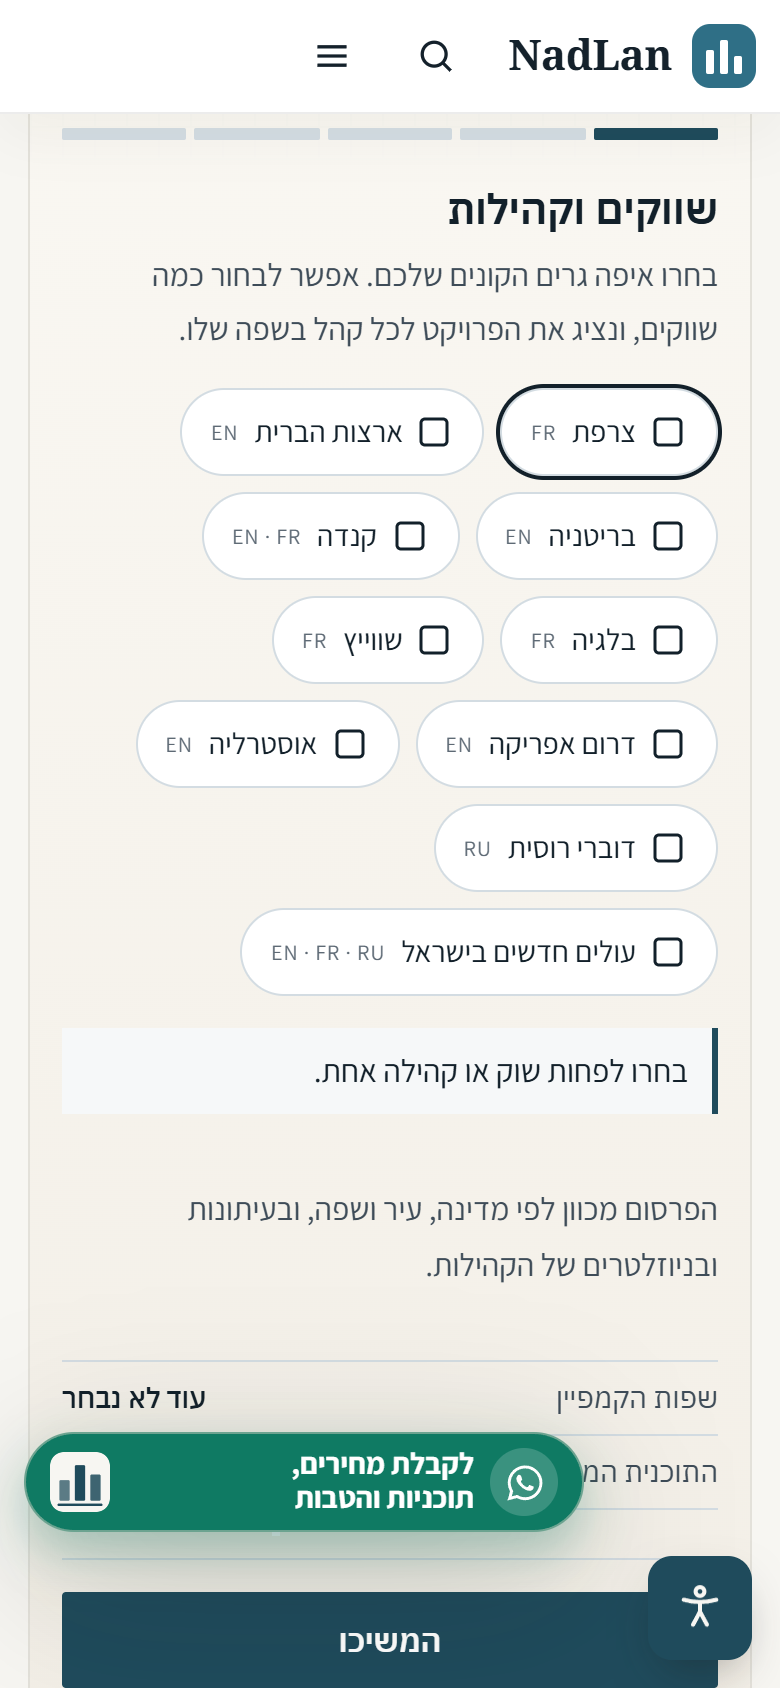 NadLan
שווקים וקהילות
בחרו איפה גרים הקונים שלכם. אפשר לבחור כמה
שווקים, ונציג את הפרויקט לכל קהל בשפה שלו.
צרפת FR
ארצות הברית EN
בריטניה EN
קנדה EN · FR
בלגיה FR
שווייץ FR
דרום אפריקה EN
אוסטרליה EN
דוברי רוסית RU
עולים חדשים בישראל EN · FR · RU
בחרו לפחות שוק או קהילה אחת.
הפרסום מכוון לפי מדינה, עיר ושפה, ובעיתונות
ובניוזלטרים של הקהילות.
שפות הקמפיין עוד לא נבחר
התוכנית
לקבלת מחירים,
תוכניות והטבות
המשיכו